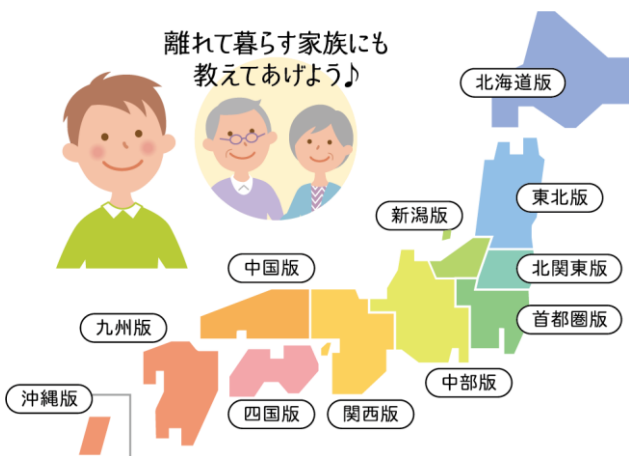 離れて暮らす家族にも
教えてあげよう♪
北海道版
東北版
新潟版
北関東版
中国版
首都圏版
九州版
中部版
沖縄版
四国版
関西版